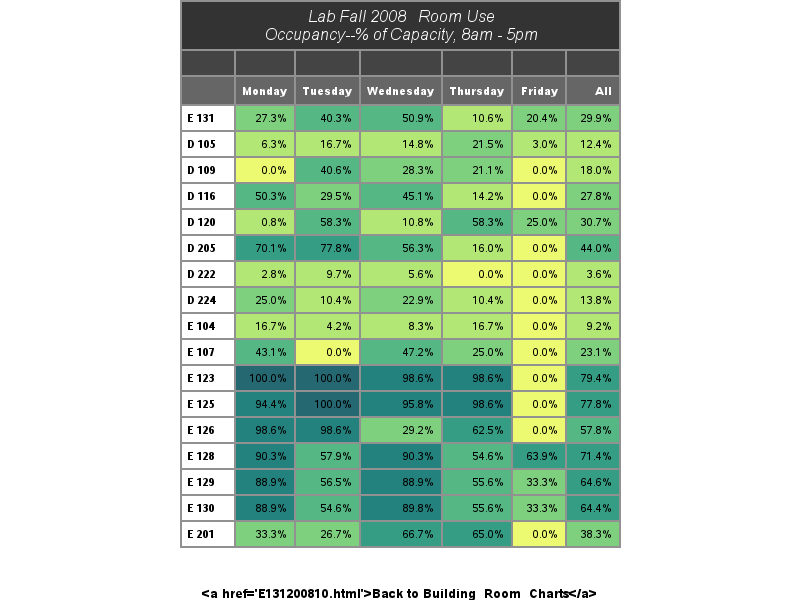 Lab Fall 2008 Room Use
Occupancy--% of Capacity, 8am - 5pm
Monday Tuesday Wednesday Thursday Friday All
E 131 27.3% 40.3% 50.9% 10.6% 20.4% 29.9%
D 105 6.3% 16.7% 14.8% 21.5% 3.0% 12.4%
D 109 0.0% 40.6% 28.3% 21.1% 0.0% 18.0%
D 116 50.3% 29.5% 45.1% 14.2% 0.0% 27.8%
D 120 0.8% 58.3% 10.8% 58.3% 25.0% 30.7%
D 205 70.1% 77.8% 56.3% 16.0% 0.0% 44.0%
D 222 2.8% 9.7% 5.6% 0.0% 0.0% 3.6%
D 224 25.0% 10.4% 22.9% 10.4% 0.0% 13.8%
E 104 16.7% 4.2% 8.3% 16.7% 0.0% 9.2%
E 107 43.1% 0.0% 47.2% 25.0% 0.0% 23.1%
E 123 100.0% 100.0% 98.6% 98.6% 0.0% 79.4%
E 125 94.4% 100.0% 95.8% 98.6% 0.0% 77.8%
E 126 98.6% 98.6% 29.2% 62.5% 0.0% 57.8%
E 128 90.3% 57.9% 90.3% 54.6% 63.9% 71.4%
E 129 88.9% 56.5% 88.9% 55.6% 33.3% 64.6%
E 130 88.9% 54.6% 89.8% 55.6% 33.3% 64.4%
E 201 33.3% 26.7% 66.7% 65.0% 0.0% 38.3%
<a href='E131200810.html'>Back to Building Room Charts</a>